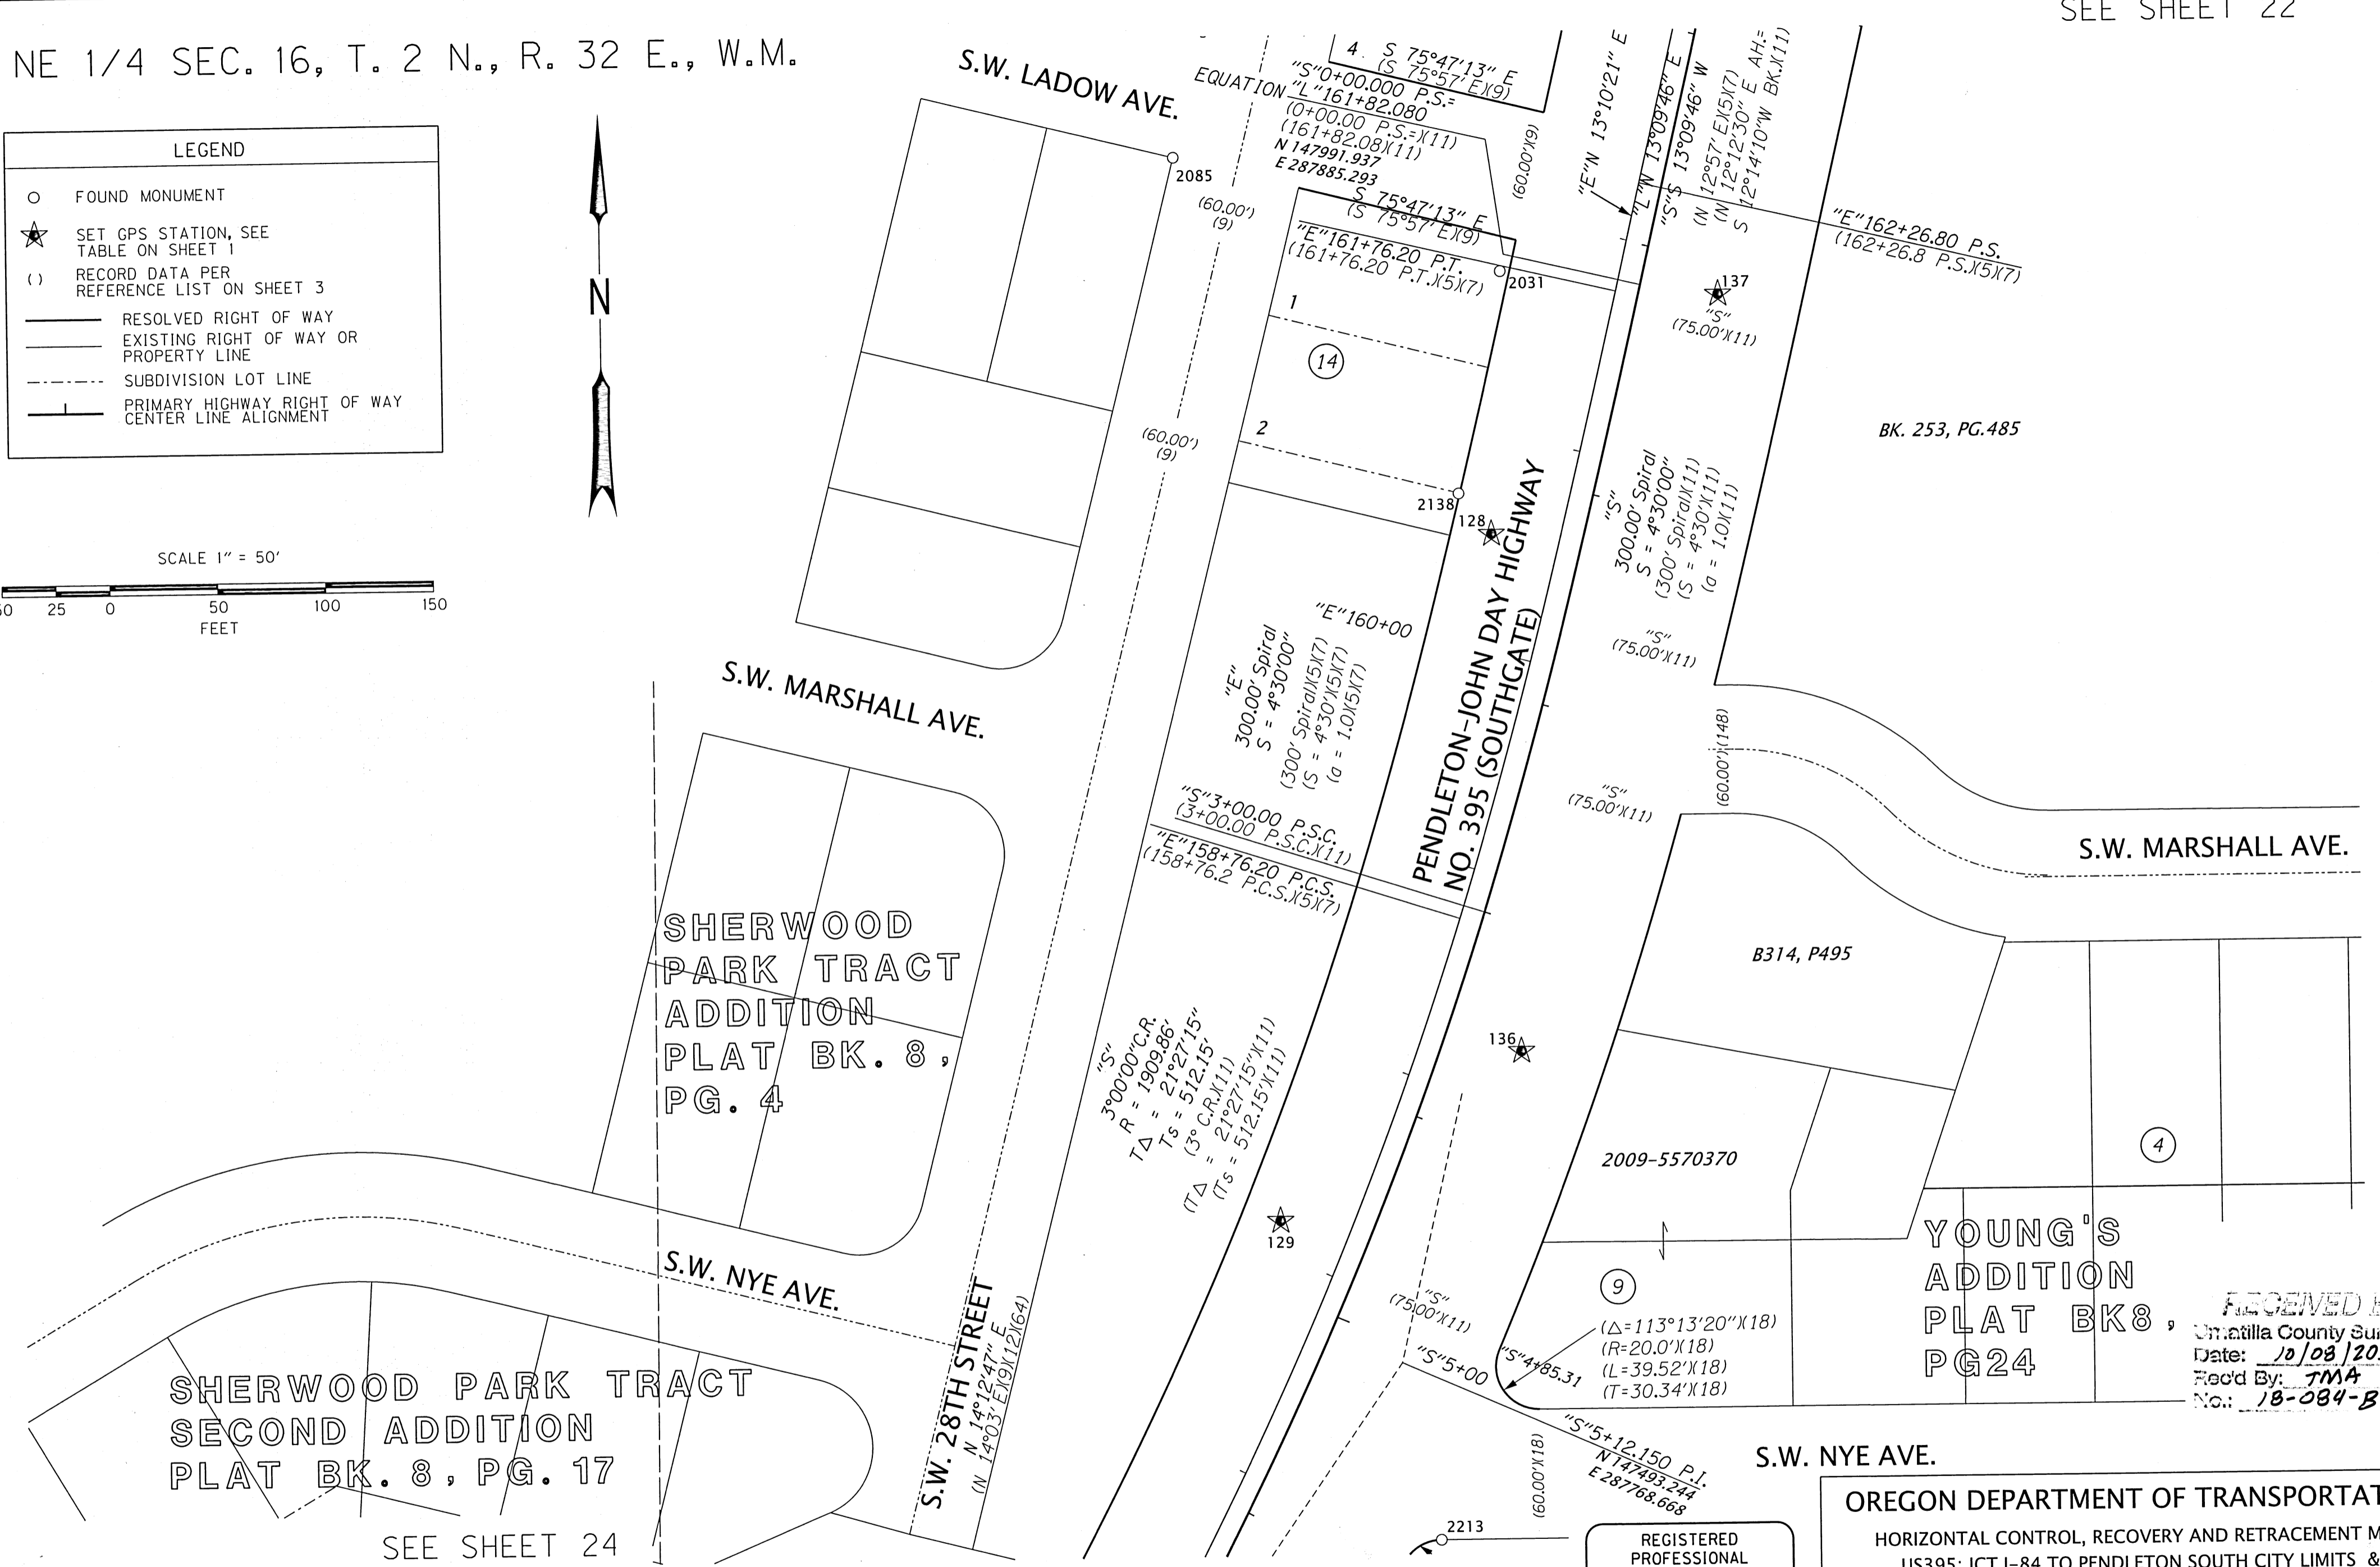 SEE SHEET 22
NE 1/4 SEC. 16, T. 2 N., R. 32 E., W.M.
LEGEND
FOUND MONUMENT
SET GPS STATION, SEE
TABLE ON SHEET 1
( ) RECORD DATA PER
REFERENCE LIST ON SHEET 3
RESOLVED RIGHT OF WAY
EXISTING RIGHT OF WAY OR
PROPERTY LINE
SUBDIVISION LOT LINE
PRIMARY HIGHWAY RIGHT OF WAY
CENTER LINE ALIGNMENT
N
SCALE 1" = 50'
25 0 50 100 150
FEET
S.W. LADOW AVE.
2085
(60.00')
(9)
(60.00')
(9)
4
S 75°47'13" E
(S 75°57' E)(9)
EQUATION
"S"0+00.000 P.S.=
"L"161+82.080
(0+00.00 P.S.=)(11)
(161+82.08)(11)
N 147991.937
E 287885.293
S 75°47'13" E
(S 75°57' E)(9)
"E"161+76.20 P.T.
(161+76.20 P.T.)(5)(7)
2031
1
14
2
2138
128
(60.00')(9)
"E"N 13°10'21" E
"L"N 13°09'46" E
"S"S 13°09'46" W
(N 12°57' E)(5)(7)
(N 12°12'30" E AH.=
S 12°14'10"W BK.)(11)
"E"162+26.80 P.S.
(162+26.8 P.S.)(5)(7)
137
"S"
(75.00')(11)
BK. 253, PG.485
"S"
300.00' Spiral
S = 4°30'00"
(300' Spiral)(11)
(S = 4°30')(11)
(a = 1.0)(11)
"S"
(75.00')(11)
"E"160+00
"E"
300.00' Spiral
S = 4°30'00"
(300' Spiral)(5)(7)
(S = 4°30')(5)(7)
(a = 1.0)(5)(7)
PENDLETON-JOHN DAY HIGHWAY
NO. 395 (SOUTHGATE)
S.W. MARSHALL AVE.
"S"
(75.00')(11)
(60.00')(148)
S.W. MARSHALL AVE.
"S"3+00.00 P.S.C.
(3+00.00 P.S.C.)(11)
"E"158+76.20 P.C.S.
(158+76.2 P.C.S.)(5)(7)
SHERWOOD
PARK TRACT
ADDITION
PLAT BK. 8,
PG. 4
B314, P495
136
"S"
3°00'00"C.R.
R = 1909.86'
T△ = 21°27'15"
Ts = 512.15'
(3° C.R.)(11)
(T△ = 21°27'15")(11)
(Ts = 512.15')(11)
129
2009-5570370
4
S.W. NYE AVE.
S.W. 28TH STREET
N 14°12'47" E
(N 14°03' E)(9)(12)(64)
"S"
(75.00')(11)
9
(△=113°13'20")(18)
(R=20.0')(18)
(L=39.52')(18)
(T=30.34')(18)
"S"5+00
"S"4+85.31
"S"5+12.150 P.I.
N 147493.244
E 287768.668
(60.00')(18)
YOUNG'S
ADDITION
PLAT BK8,
PG24
RECEIVED
Umatilla County
Date: 10/08/20
Rec'd By: TMA
No.: 18-084-B
SHERWOOD PARK TRACT
SECOND ADDITION
PLAT BK. 8, PG. 17
SEE SHEET 24
S.W. NYE AVE.
2213
REGISTERED
PROFESSIONAL
OREGON DEPARTMENT OF
HORIZONTAL CONTROL, RECOVERY AND RETRACEMENT
US395: JCT I-84 TO PENDLETON SOUTH CITY LIMITS &